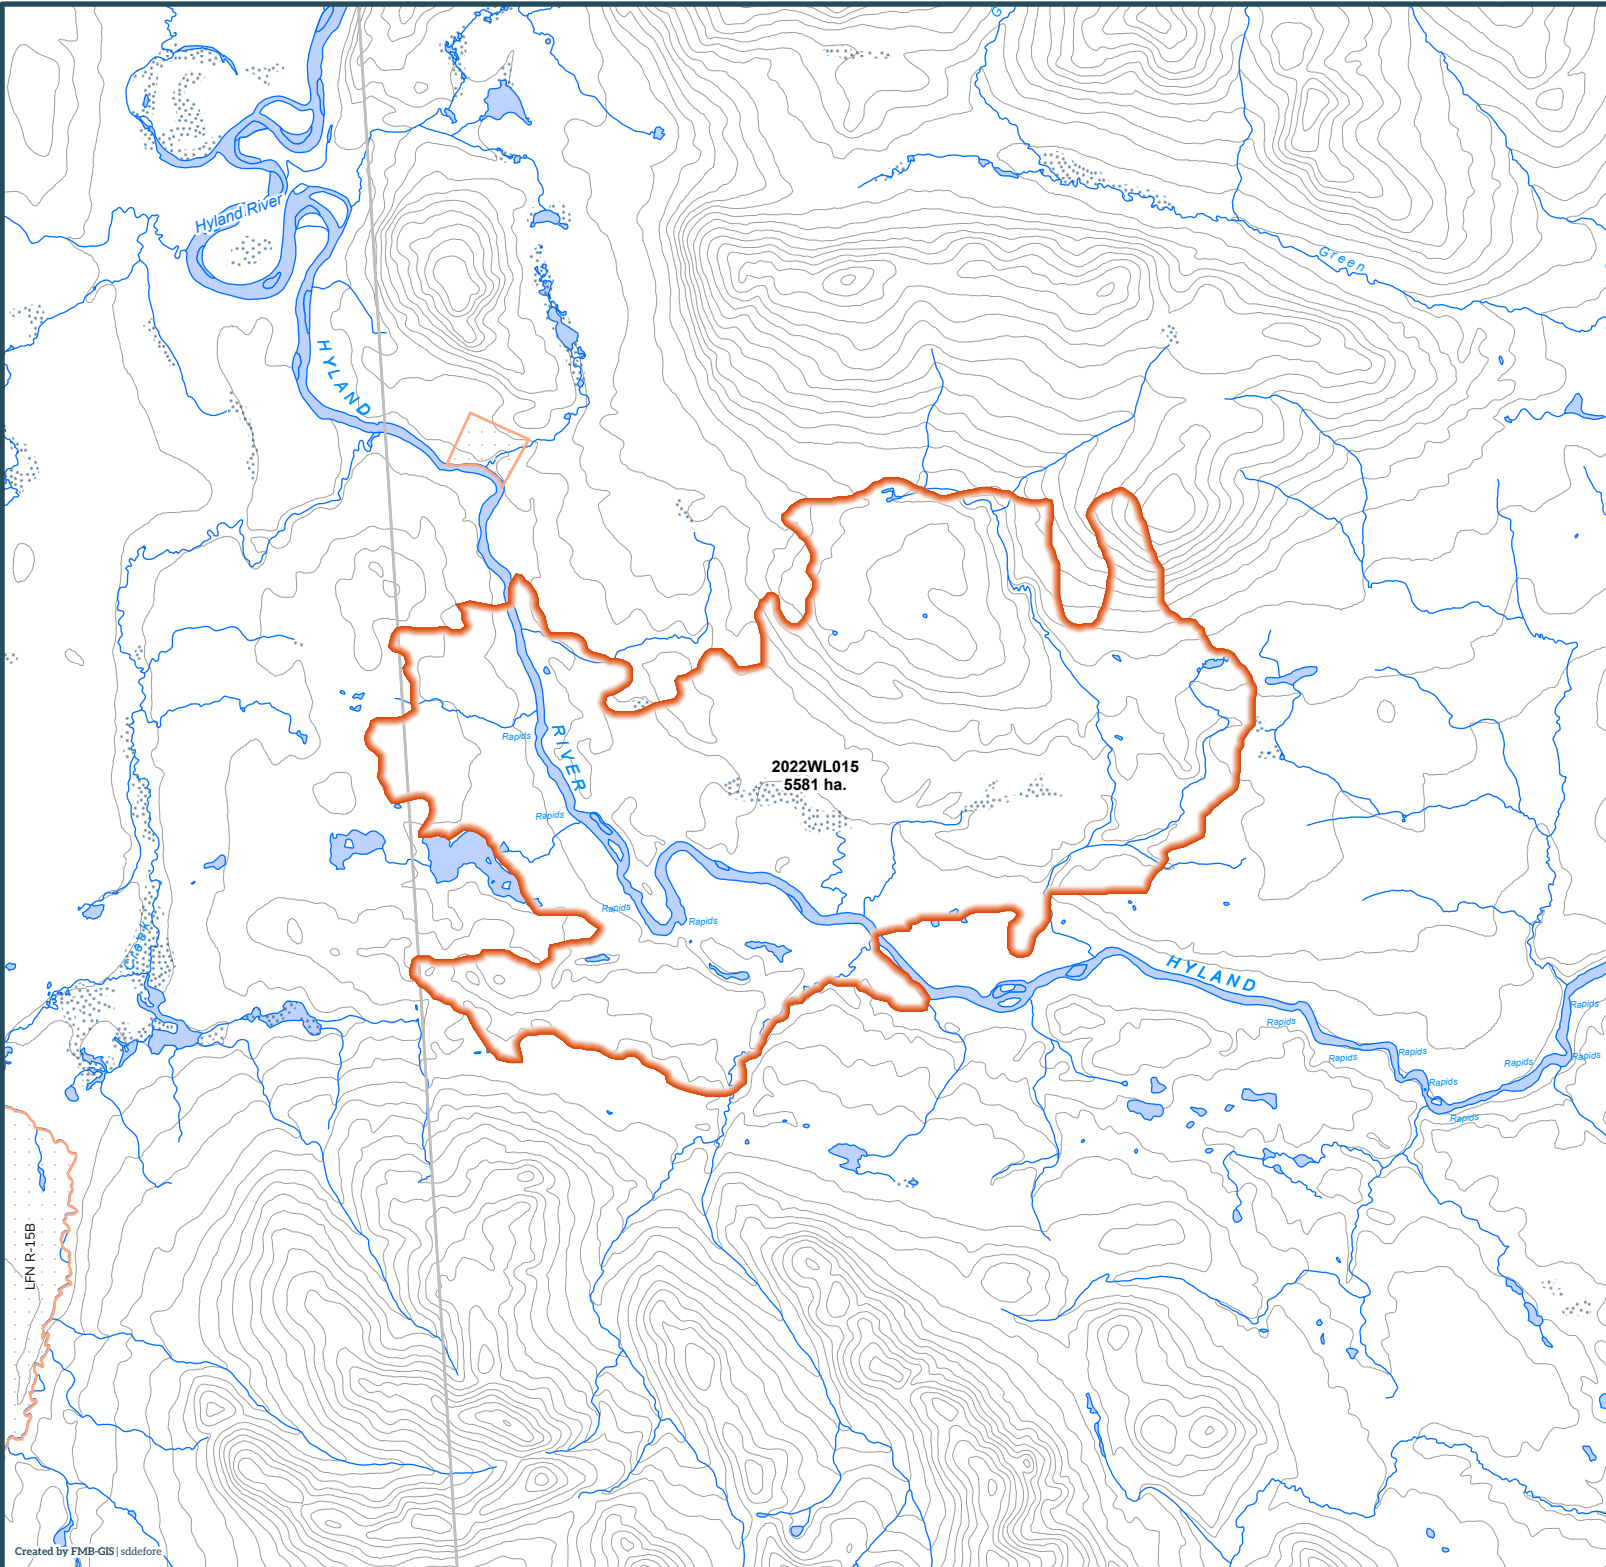 G
Hyland River
Green
HYLAND
2022WL015
5581 ha.
RIVER
Rapids
Rapids
Rapids
Rapids
Creek
HYLAND
Rapids
Rapids
Rapids
Rapids
Rapids
Rapids
Rapids
Rapids
LFN R-15B
Created by FMB-GIS | sddefore